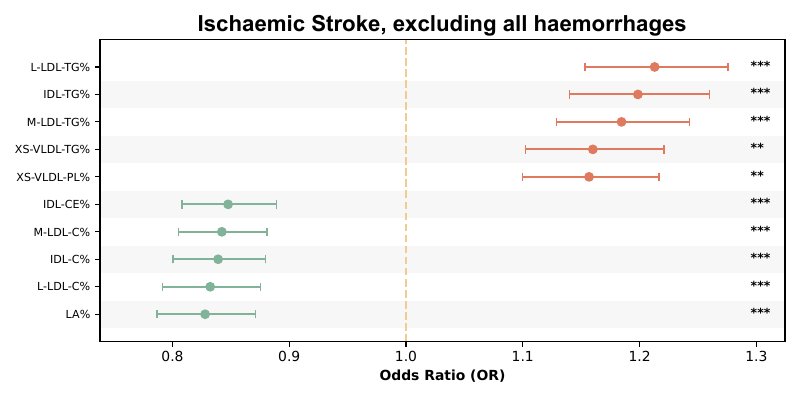 Ischaemic Stroke, excluding all haemorrhages
L-LDL-TG% ***
IDL-TG% ***
M-LDL-TG% ***
XS-VLDL-TG% **
XS-VLDL-PL% **
IDL-CE% ***
M-LDL-C% ***
IDL-C% ***
L-LDL-C% ***
LA% ***
0.8 0.9 1.0 1.1 1.2 1.3
Odds Ratio (OR)